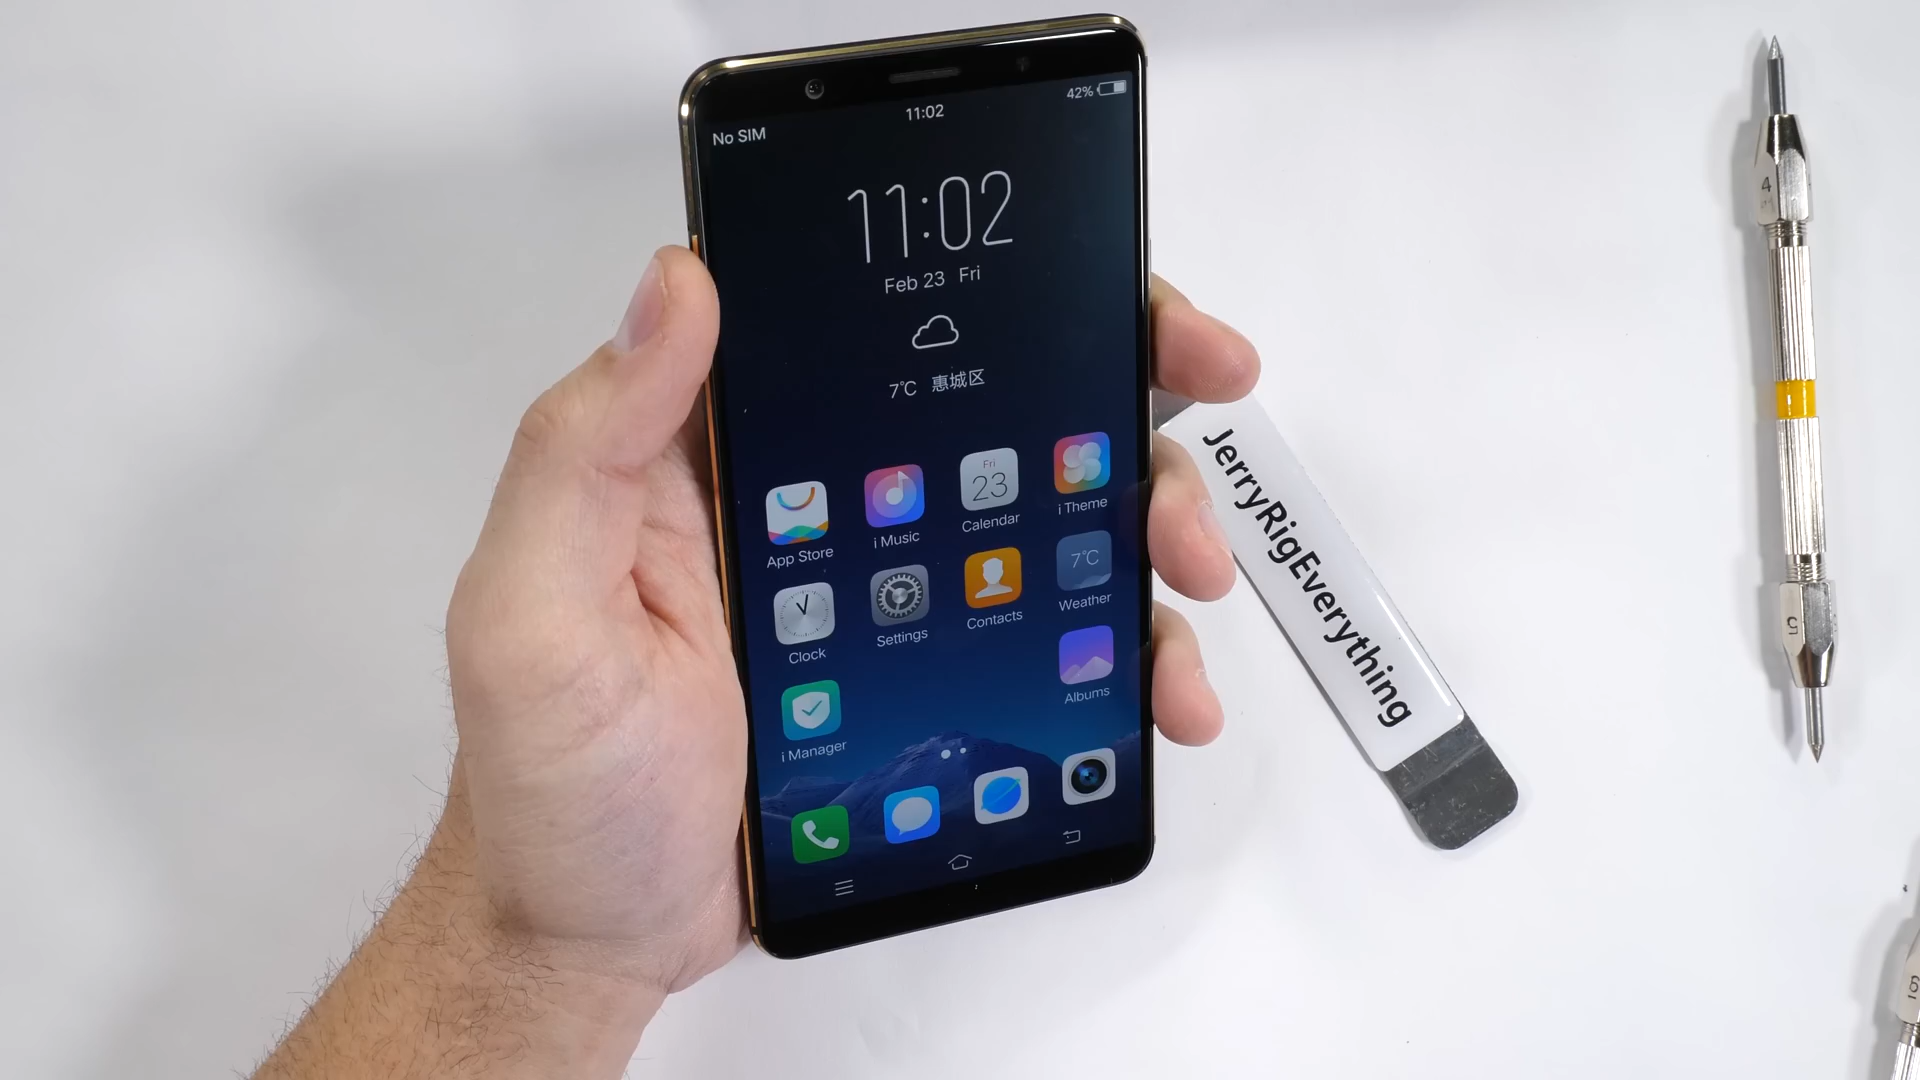 42%
11:02
No SIM
11:02
Feb 23 Fri
7℃ 惠城区
App Store
i Music
Fri
23
Calendar
i Theme
Clock
Settings
Contacts
7℃
Weather
i Manager
Albums
JerryRigEverything
4
5
6